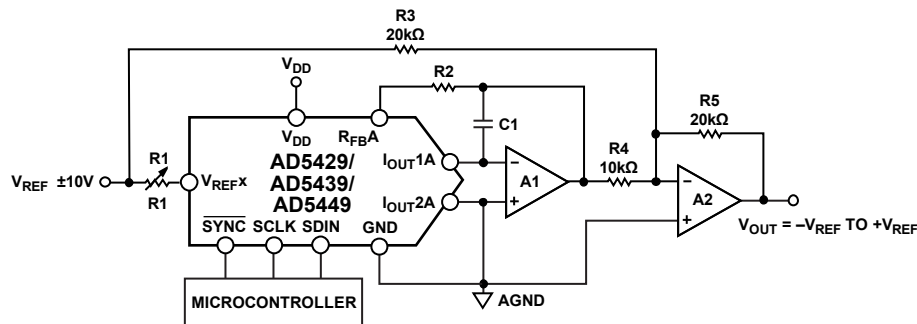 R3
20kΩ
VDD
R2
R5
20kΩ
VDD
RFBA
C1
R1
AD5429/
AD5439/
AD5449
IOUT1A
R4
10kΩ
VREF ±10V
VREFx
A1
–
+
R1
IOUT2A
A2
–
+
SYNC SCLK SDIN GND
VOUT = –VREF TO +VREF
AGND
MICROCONTROLLER